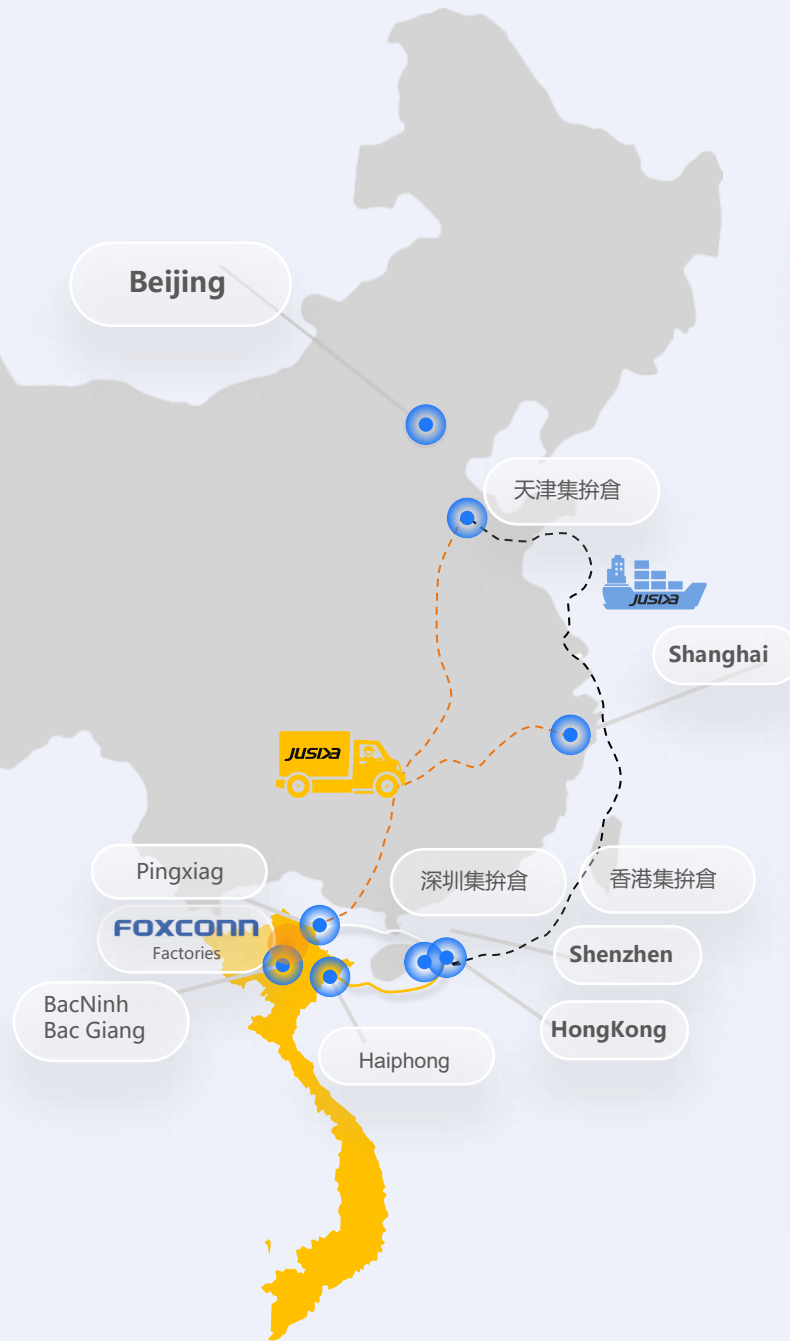 Beijing
天津集拚倉
JUSDA
Shanghai
JUSDA
Pingxiag
深圳集拚倉
香港集拚倉
FOXCONN
Factories
Shenzhen
BacNinh
Bac Giang
HongKong
Haiphong